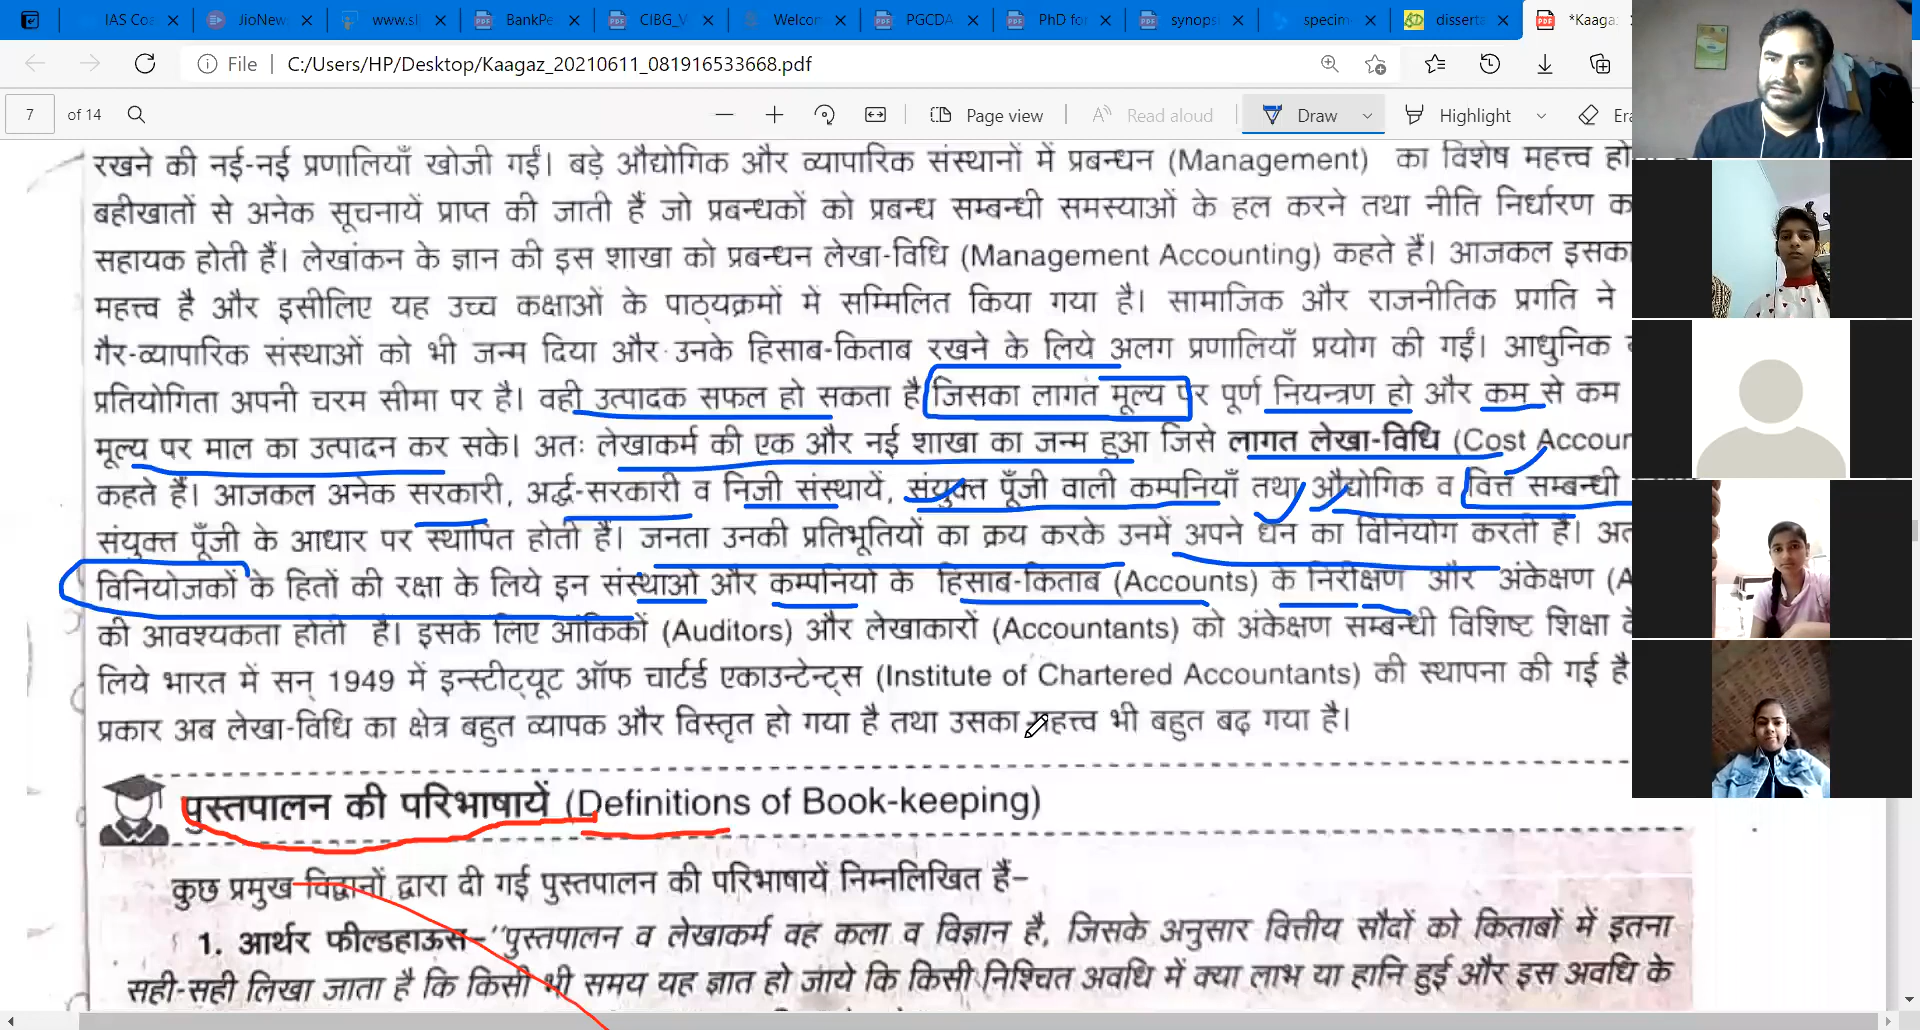 IAS Coa
JioNew
www.sl
BankPe
CIBG_V
Welcon
PGCDA
PhD for
synops
specim
disserta
*Kaaga
File
C:/Users/HP/Desktop/Kaagaz_20210611_081916533668.pdf
7 of 14
Page view
Read aloud
Draw
Highlight
Era
रखने की नई-नई प्रणालियाँ खोजी गईं। बड़े औद्योगिक और व्यापारिक संस्थानों में प्रबन्धन (Management) का विशेष महत्त्व हो
बहीखातों से अनेक सूचनायें प्राप्त की जाती हैं जो प्रबन्धकों को प्रबन्ध सम्बन्धी समस्याओं के हल करने तथा नीति निर्धारण क
सहायक होती हैं। लेखांकन के ज्ञान की इस शाखा को प्रबन्धन लेखा-विधि (Management Accounting) कहते हैं। आजकल इसका
महत्त्व है और इसीलिए यह उच्च कक्षाओं के पाठ्यक्रमों में सम्मिलित किया गया है। सामाजिक और राजनीतिक प्रगति ने
गैर-व्यापारिक संस्थाओं को भी जन्म दिया और उनके हिसाब-किताब रखने के लिये अलग प्रणालियाँ प्रयोग की गईं। आधुनिक
प्रतियोगिता अपनी चरम सीमा पर है। वही उत्पादक सफल हो सकता है जिसका लागत मूल्य पर पूर्ण नियन्त्रण हो और कम से कम
मूल्य पर माल का उत्पादन कर सके। अतः लेखाकर्म की एक और नई शाखा का जन्म हुआ जिसे लागत लेखा-विधि (Cost Accoun
कहते हैं। आजकल अनेक सरकारी, अर्द्ध-सरकारी व निजी संस्थायें, संयुक्त पूँजी वाली कम्पनियाँ तथा औद्योगिक व वित्त सम्बन्धी
संयुक्त पूँजी के आधार पर स्थापित होती हैं। जनता उनकी प्रतिभूतियों का क्रय करके उनमें अपने धन का विनियोग करती है। अत
विनियोजकों के हितों की रक्षा के लिये इन संस्थाओं और कम्पनियों के हिसाब-किताब (Accounts) के निरीक्षण और अंकेक्षण (A
की आवश्यकता होती है। इसके लिए आंकिकों (Auditors) और लेखाकारों (Accountants) को अंकेक्षण सम्बन्धी विशिष्ट शिक्षा दे
लिये भारत में सन् 1949 में इन्स्टीट्यूट ऑफ चार्टर्ड एकाउन्टेन्ट्स (Institute of Chartered Accountants) की स्थापना की गई है
प्रकार अब लेखा-विधि का क्षेत्र बहुत व्यापक और विस्तृत हो गया है तथा उसका महत्त्व भी बहुत बढ़ गया है।
पुस्तपालन की परिभाषायें (Definitions of Book-keeping)
कुछ प्रमुख विद्वानों द्वारा दी गई पुस्तपालन की परिभाषायें निम्नलिखित हैं-
1. आर्थर फील्डहाऊस-"पुस्तपालन व लेखाकर्म वह कला व विज्ञान है, जिसके अनुसार वित्तीय सौदों को किताबों में इतना
सही-सही लिखा जाता है कि किसी भी समय यह ज्ञात हो जाये कि किसी निश्चित अवधि में क्या लाभ या हानि हुई और इस अवधि के